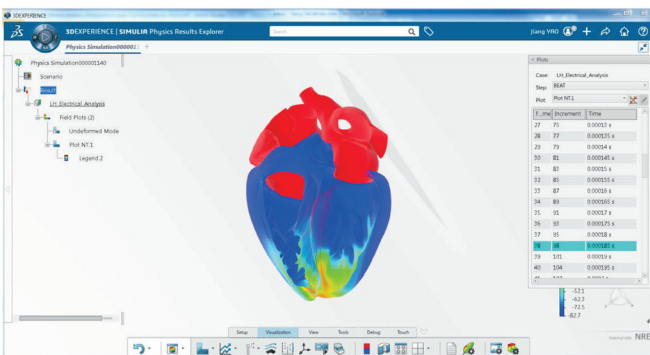 3DEXPERIENCE
3DEXPERIENCE | SIMULIA Physics Results Explorer
Search
Jiang YRO
Physics Simulation000001
Physics Simulation000001140
Scenario
Result
LH_Electrical_Analysis
Field Plots (2)
Undeformed Mode
Plot NT.1
Legend.2
Plots
Case: LH_Electrical_Analysis
Step: BEAT
Plot: Plot NT.1
F...me Increment Time
27 75 0.00013 s
28 77 0.000135 s
29 79 0.00014 s
30 81 0.000145 s
31 83 0.00015 s
32 85 0.000155 s
33 87 0.00016 s
34 89 0.000165 s
35 91 0.00017 s
36 93 0.000175 s
37 95 0.00018 s
38 98 0.000185 s
39 101 0.00019 s
40 104 0.000195 s
-52.1
-62.3
-72.5
-82.7
Setup Visualization View Tools Debug Touch
NRE